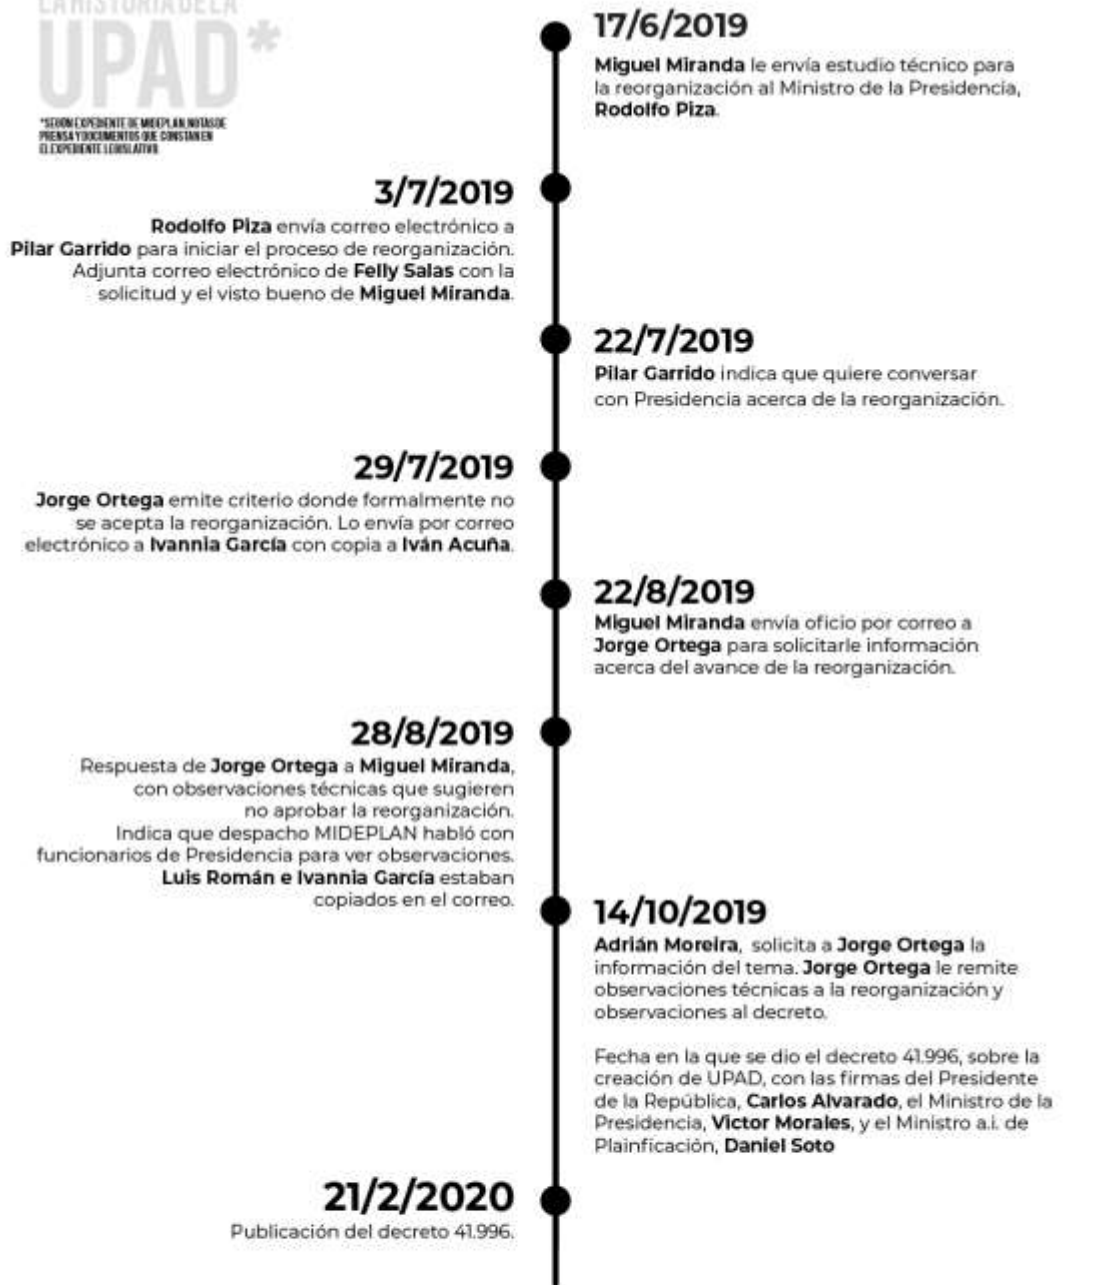 LA HISTORIA DE LA
UPAD*
*SEGÚN EXPEDIENTE DE MIDEPLAN, NOTAS DE
PRENSA Y DOCUMENTOS QUE CONSTAN EN
EL EXPEDIENTE LEGISLATIVO
17/6/2019
Miguel Miranda le envía estudio técnico para
la reorganización al Ministro de la Presidencia,
Rodolfo Piza.
3/7/2019
Rodolfo Piza envía correo electrónico a
Pilar Garrido para iniciar el proceso de reorganización.
Adjunta correo electrónico de Felly Salas con la
solicitud y el visto bueno de Miguel Miranda.
22/7/2019
Pilar Garrido indica que quiere conversar
con Presidencia acerca de la reorganización.
29/7/2019
Jorge Ortega emite criterio donde formalmente no
se acepta la reorganización. Lo envía por correo
electrónico a Ivannia García con copia a Iván Acuña.
22/8/2019
Miguel Miranda envía oficio por correo a
Jorge Ortega para solicitarle información
acerca del avance de la reorganización.
28/8/2019
Respuesta de Jorge Ortega a Miguel Miranda,
con observaciones técnicas que sugieren
no aprobar la reorganización.
Indica que despacho MIDEPLAN habló con
funcionarios de Presidencia para ver observaciones.
Luis Román e Ivannia García estaban
copiados en el correo.
14/10/2019
Adrián Moreira, solicita a Jorge Ortega la
información del tema. Jorge Ortega le remite
observaciones técnicas a la reorganización y
observaciones al decreto.
Fecha en la que se dio el decreto 41.996, sobre la
creación de UPAD, con las firmas del Presidente
de la República, Carlos Alvarado, el Ministro de la
Presidencia, Victor Morales, y el Ministro a.i. de
Plainficación, Daniel Soto
21/2/2020
Publicación del decreto 41.996.